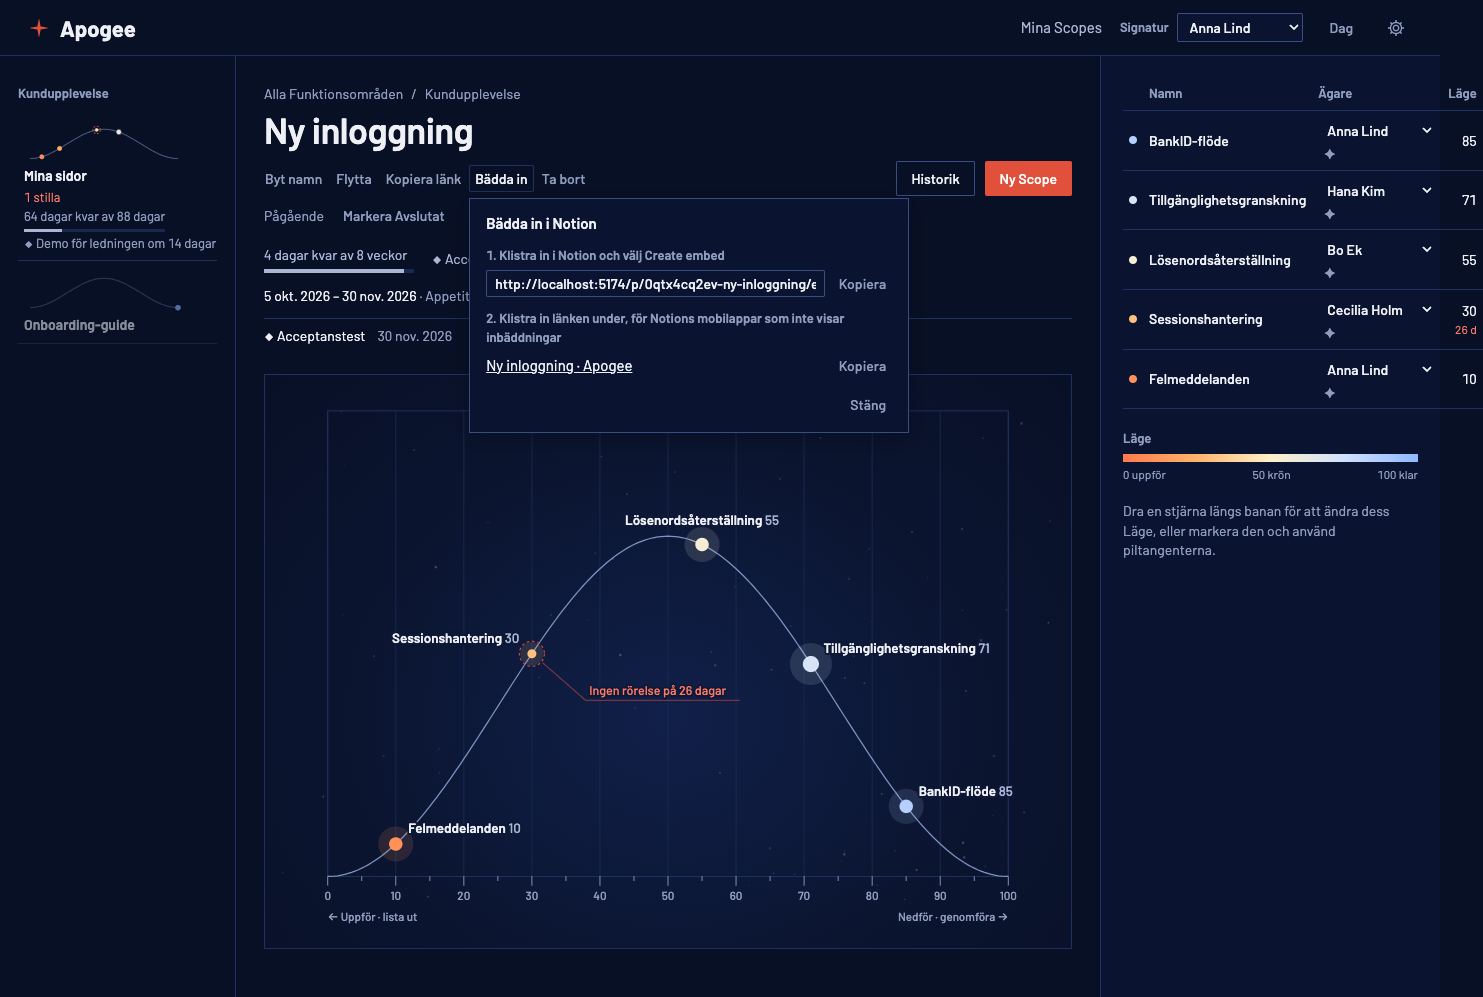 Apogee
Mina Scopes
Signatur
Anna Lind
Dag
Kundupplevelse
Mina sidor
1 stilla
64 dagar kvar av 88 dagar
◆ Demo för ledningen om 14 dagar
Onboarding-guide
Alla Funktionsområden / Kundupplevelse
Ny inloggning
Byt namn
Flytta
Kopiera länk
Bädda in
Ta bort
Historik
Ny Scope
Pågående
Markera Avslutat
4 dagar kvar av 8 veckor
◆ Acc
5 okt. 2026 – 30 nov. 2026 · Appetit
◆ Acceptanstest 30 nov. 2026
Bädda in i Notion
1. Klistra in i Notion och välj Create embed
http://localhost:5174/p/0qtx4cq2ev-ny-inloggning/e
Kopiera
2. Klistra in länken under, för Notions mobilappar som inte visar
inbäddningar
Ny inloggning · Apogee
Kopiera
Stäng
Lösenordsåterställning 55
Sessionshantering 30
Tillgänglighetsgranskning 71
Ingen rörelse på 26 dagar
BankID-flöde 85
Felmeddelanden 10
0 10 20 30 40 50 60 70 80 90 100
← Uppför · lista ut
Nedför · genomföra →
Namn Ägare Läge
BankID-flöde Anna Lind 85
Tillgänglighetsgranskning Hana Kim 71
Lösenordsåterställning Bo Ek 55
Sessionshantering Cecilia Holm 30
26 d
Felmeddelanden Anna Lind 10
Läge
0 uppför 50 krön 100 klar
Dra en stjärna längs banan för att ändra dess
Läge, eller markera den och använd
piltangenterna.